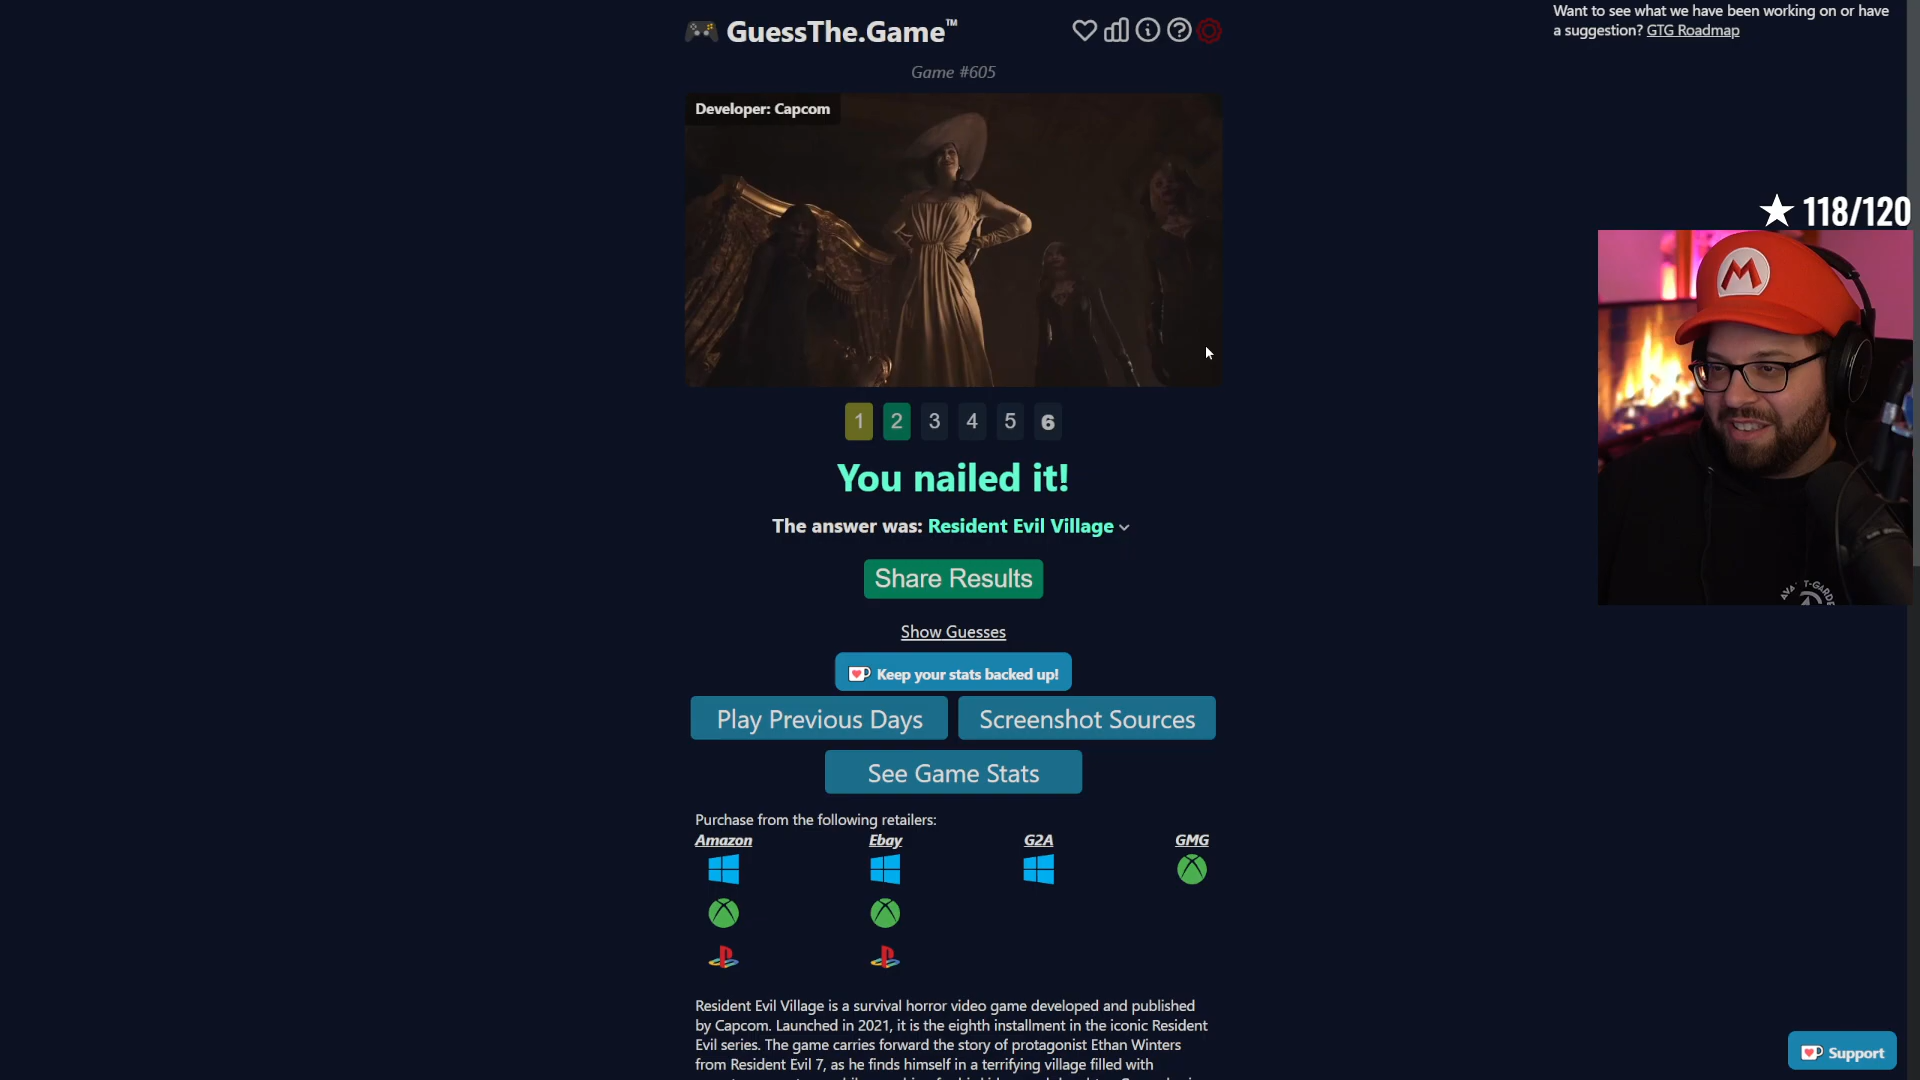 Want to see what we have been working on or have
a suggestion? GTG Roadmap
GuessThe.Game™
Game #605
Developer: Capcom
★ 118/120
M
1 2 3 4 5 6
You nailed it!
The answer was: Resident Evil Village
Share Results
Show Guesses
Keep your stats backed up!
Play Previous Days
Screenshot Sources
See Game Stats
Purchase from the following retailers:
Amazon Ebay G2A GMG
Resident Evil Village is a survival horror video game developed and published
by Capcom. Launched in 2021, it is the eighth installment in the iconic Resident
Evil series. The game carries forward the story of protagonist Ethan Winters
from Resident Evil 7, as he finds himself in a terrifying village filled with
Support